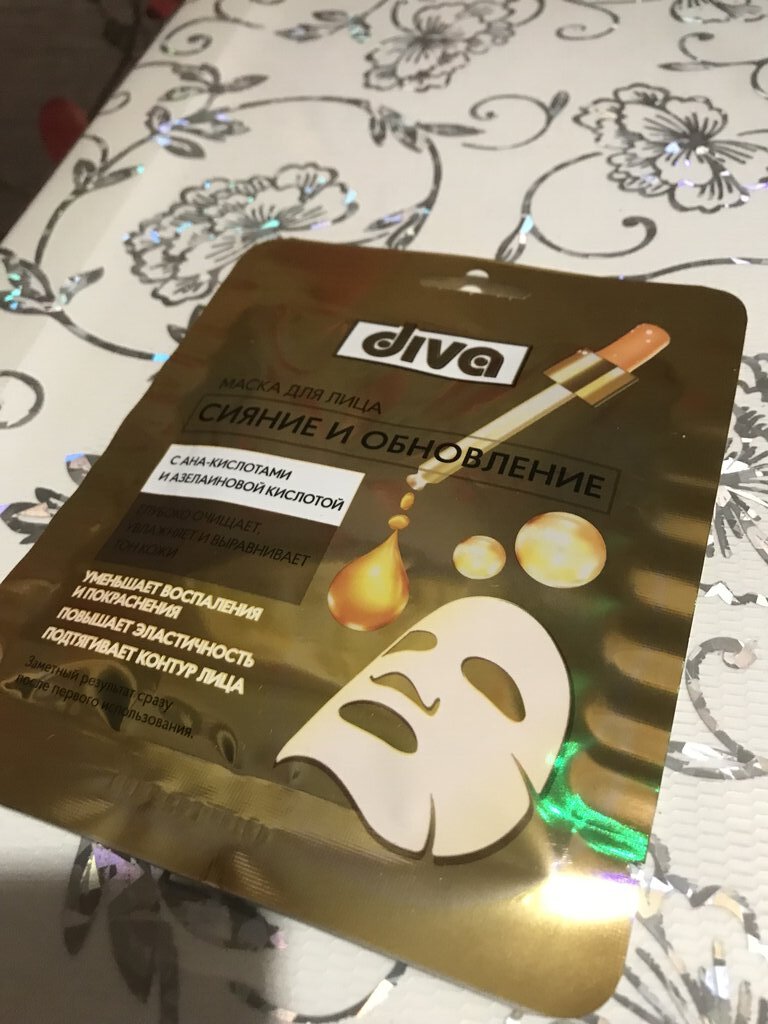 diva
МАСКА ДЛЯ ЛИЦА
СИЯНИЕ И ОБНОВЛЕНИЕ
С АНА-КИСЛОТАМИ
И АЗЕЛАИНОВОЙ КИСЛОТОЙ
ГЛУБОКО ОЧИЩАЕТ,
УВЛАЖНЯЕТ И ВЫРАВНИВАЕТ
ТОН КОЖИ
УМЕНЬШАЕТ ВОСПАЛЕНИЯ
И ПОКРАСНЕНИЯ
ПОВЫШАЕТ ЭЛАСТИЧНОСТЬ
ПОДТЯГИВАЕТ КОНТУР ЛИЦА
Заметный результат сразу
после первого использования.